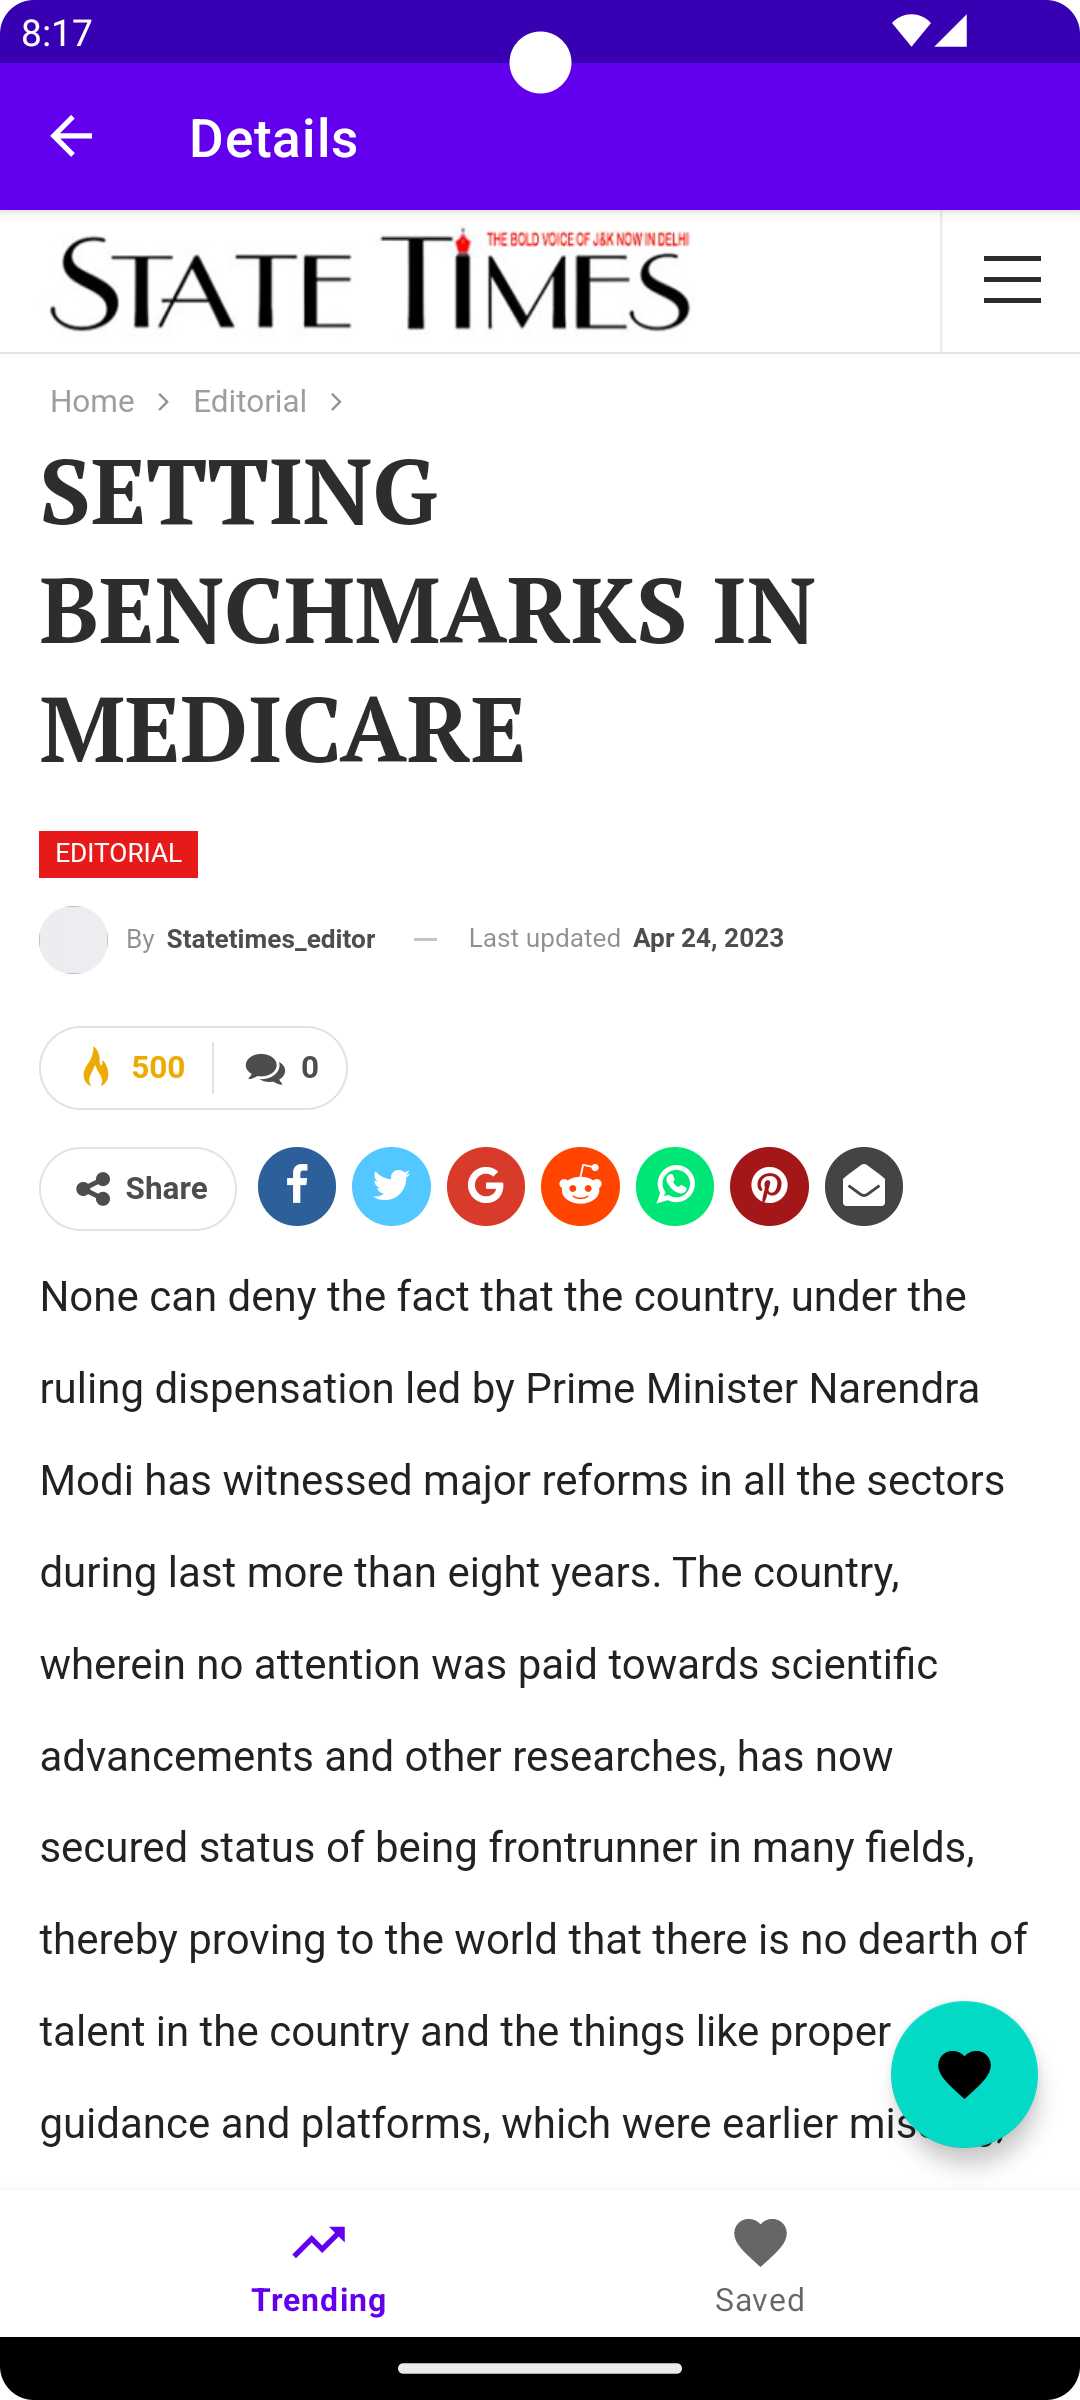 8:17
Details
STATE TIMES
THE BOLD VOICE OF J&K NOW IN DELHI
Home > Editorial >
SETTING
BENCHMARKS IN
MEDICARE
EDITORIAL
By Statetimes_editor — Last updated Apr 24, 2023
500 0
Share
None can deny the fact that the country, under the
ruling dispensation led by Prime Minister Narendra
Modi has witnessed major reforms in all the sectors
during last more than eight years. The country,
wherein no attention was paid towards scientific
advancements and other researches, has now
secured status of being frontrunner in many fields,
thereby proving to the world that there is no dearth of
talent in the country and the things like proper
guidance and platforms, which were earlier
Trending
Saved